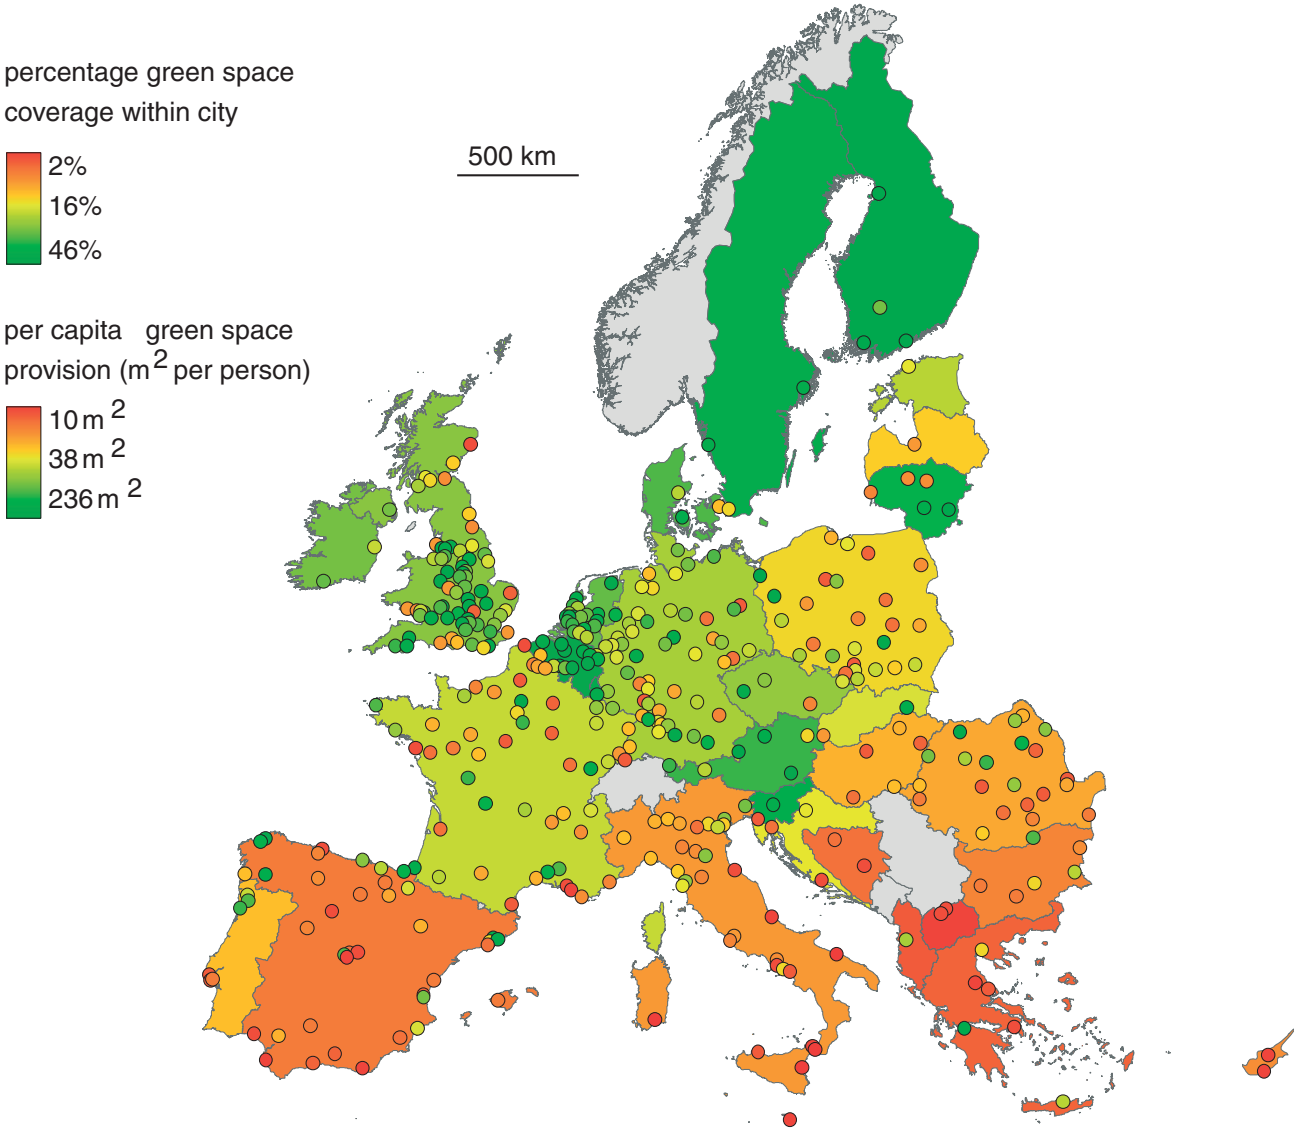 percentage green space
coverage within city
2%
16%
46%
500 km
per capita green space
provision (m² per person)
10 m²
38 m²
236 m²